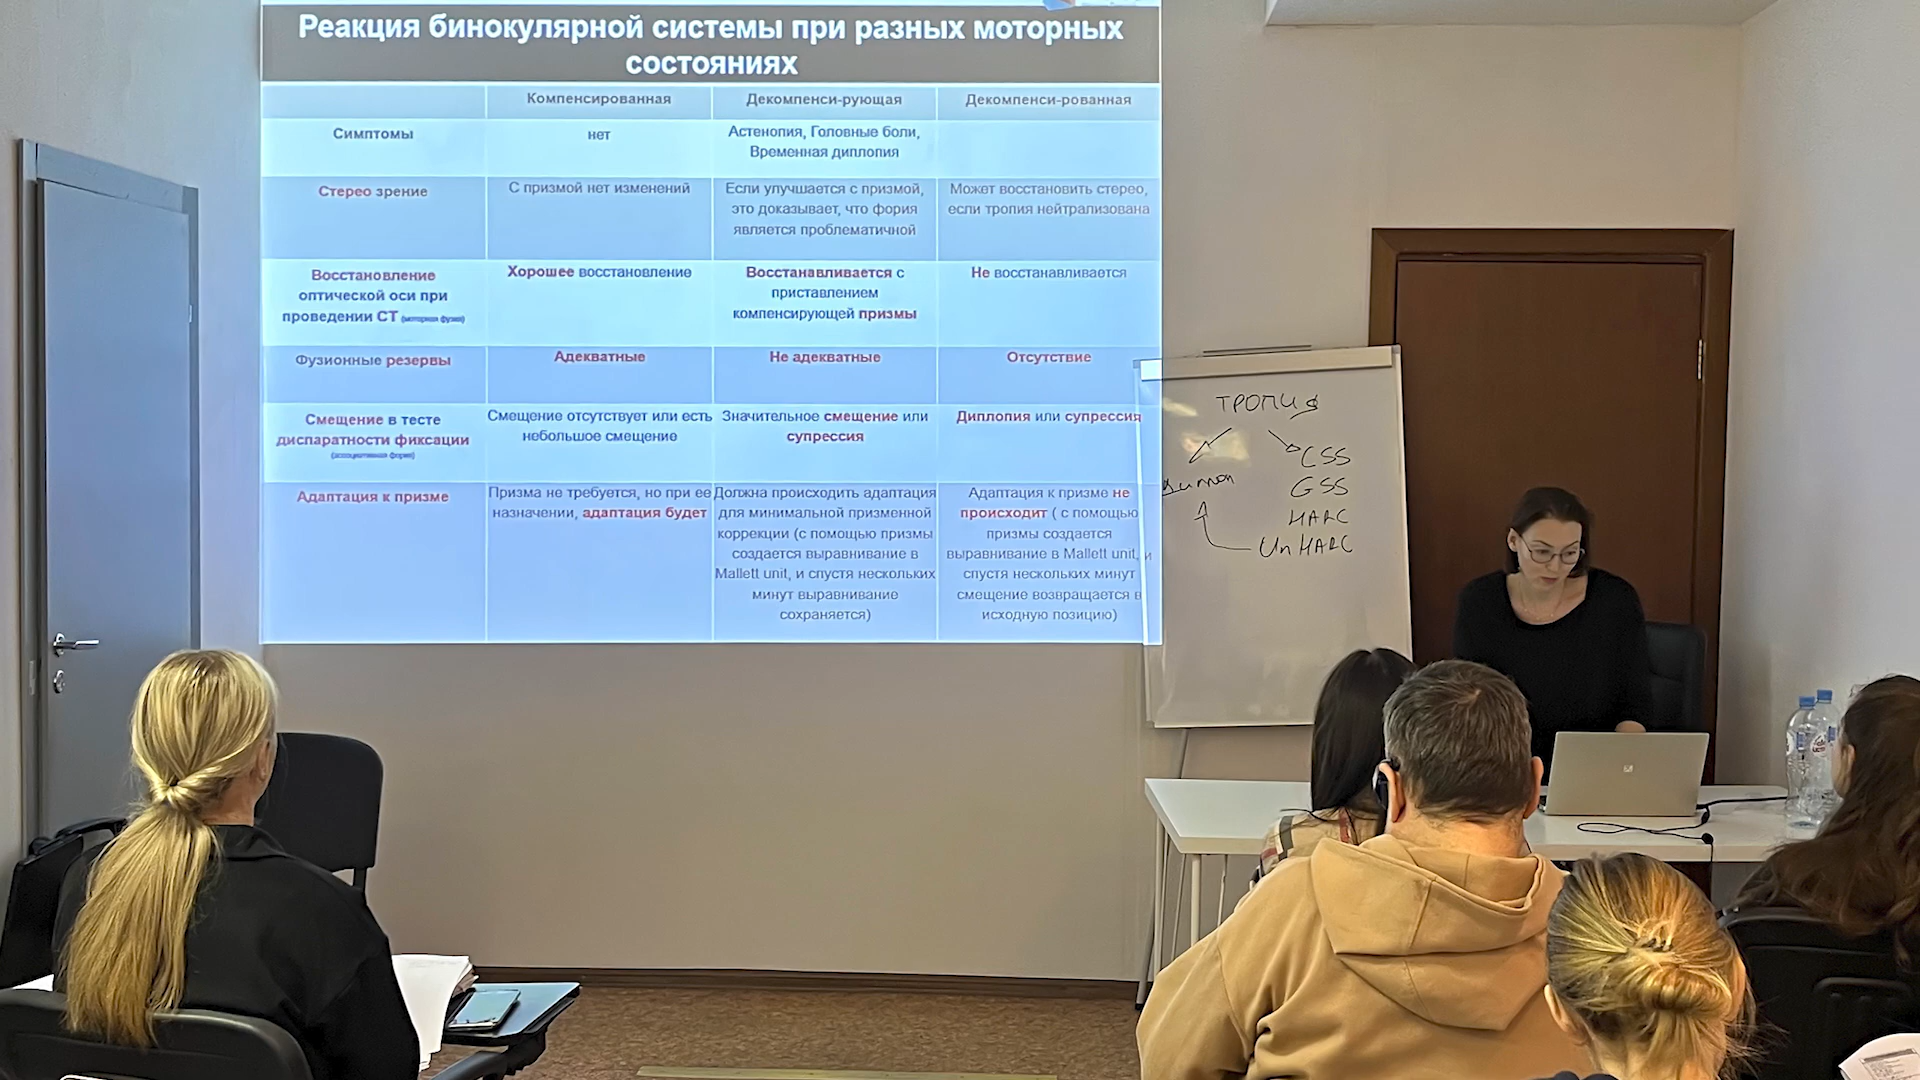 Реакция бинокулярной системы при разных моторных
состояниях
Компенсированная
Декомпенси-рующая
Декомпенси-рованная
Симптомы
нет
Астенопия, Головные боли,
Временная диплопия
Стерео зрение
С призмой нет изменений
Если улучшается с призмой,
это доказывает, что фория
является проблематичной
Может восстановить стерео,
если тропия нейтрализована
Восстановление
оптической оси при
проведении СТ (моторная фузия)
Хорошее восстановление
Восстанавливается с
приставлением
компенсирующей призмы
Не восстанавливается
Фузионные резервы
Адекватные
Не адекватные
Отсутствие
Смещение в тесте
диспаратности фиксации
(ассоциативная фория)
Смещение отсутствует или есть
небольшое смещение
Значительное смещение или
супрессия
Диплопия или супрессия
Адаптация к призме
Призма не требуется, но при ее
назначении, адаптация будет
Должна происходить адаптация
для минимальной призменной
коррекции (с помощью призмы
создается выравнивание в
Mallett unit, и спустя нескольких
минут выравнивание
сохраняется)
Адаптация к призме не
происходит ( с помощью
призмы создается
выравнивание в Mallett unit, и
спустя нескольких минут
смещение возвращается в
исходную позицию)
ТРОПИЯ
CSS
GSS
HARC
UnHARC